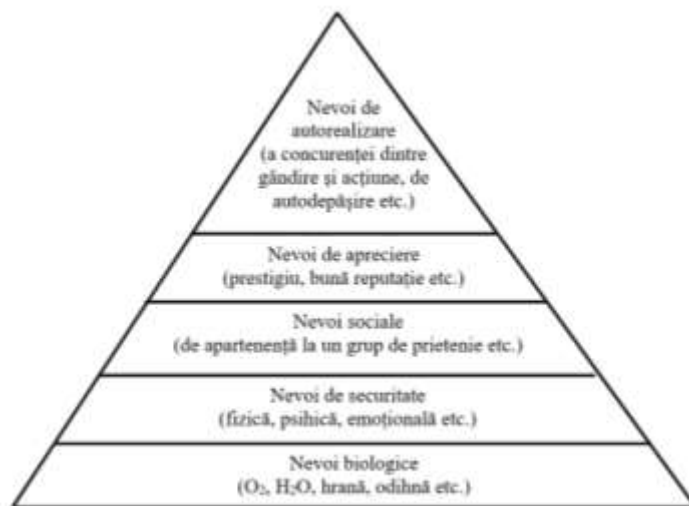 Nevoi de
autorealizare
(a concurenței dintre
gândire și acțiune, de
autodepășire etc.)
Nevoi de apreciere
(prestigiu, bună reputație etc.)
Nevoi sociale
(de apartenență la un grup de prietenie etc.)
Nevoi de securitate
(fizică, psihică, emoțională etc.)
Nevoi biologice
(O₂, H₂O, hrană, odihnă etc.)